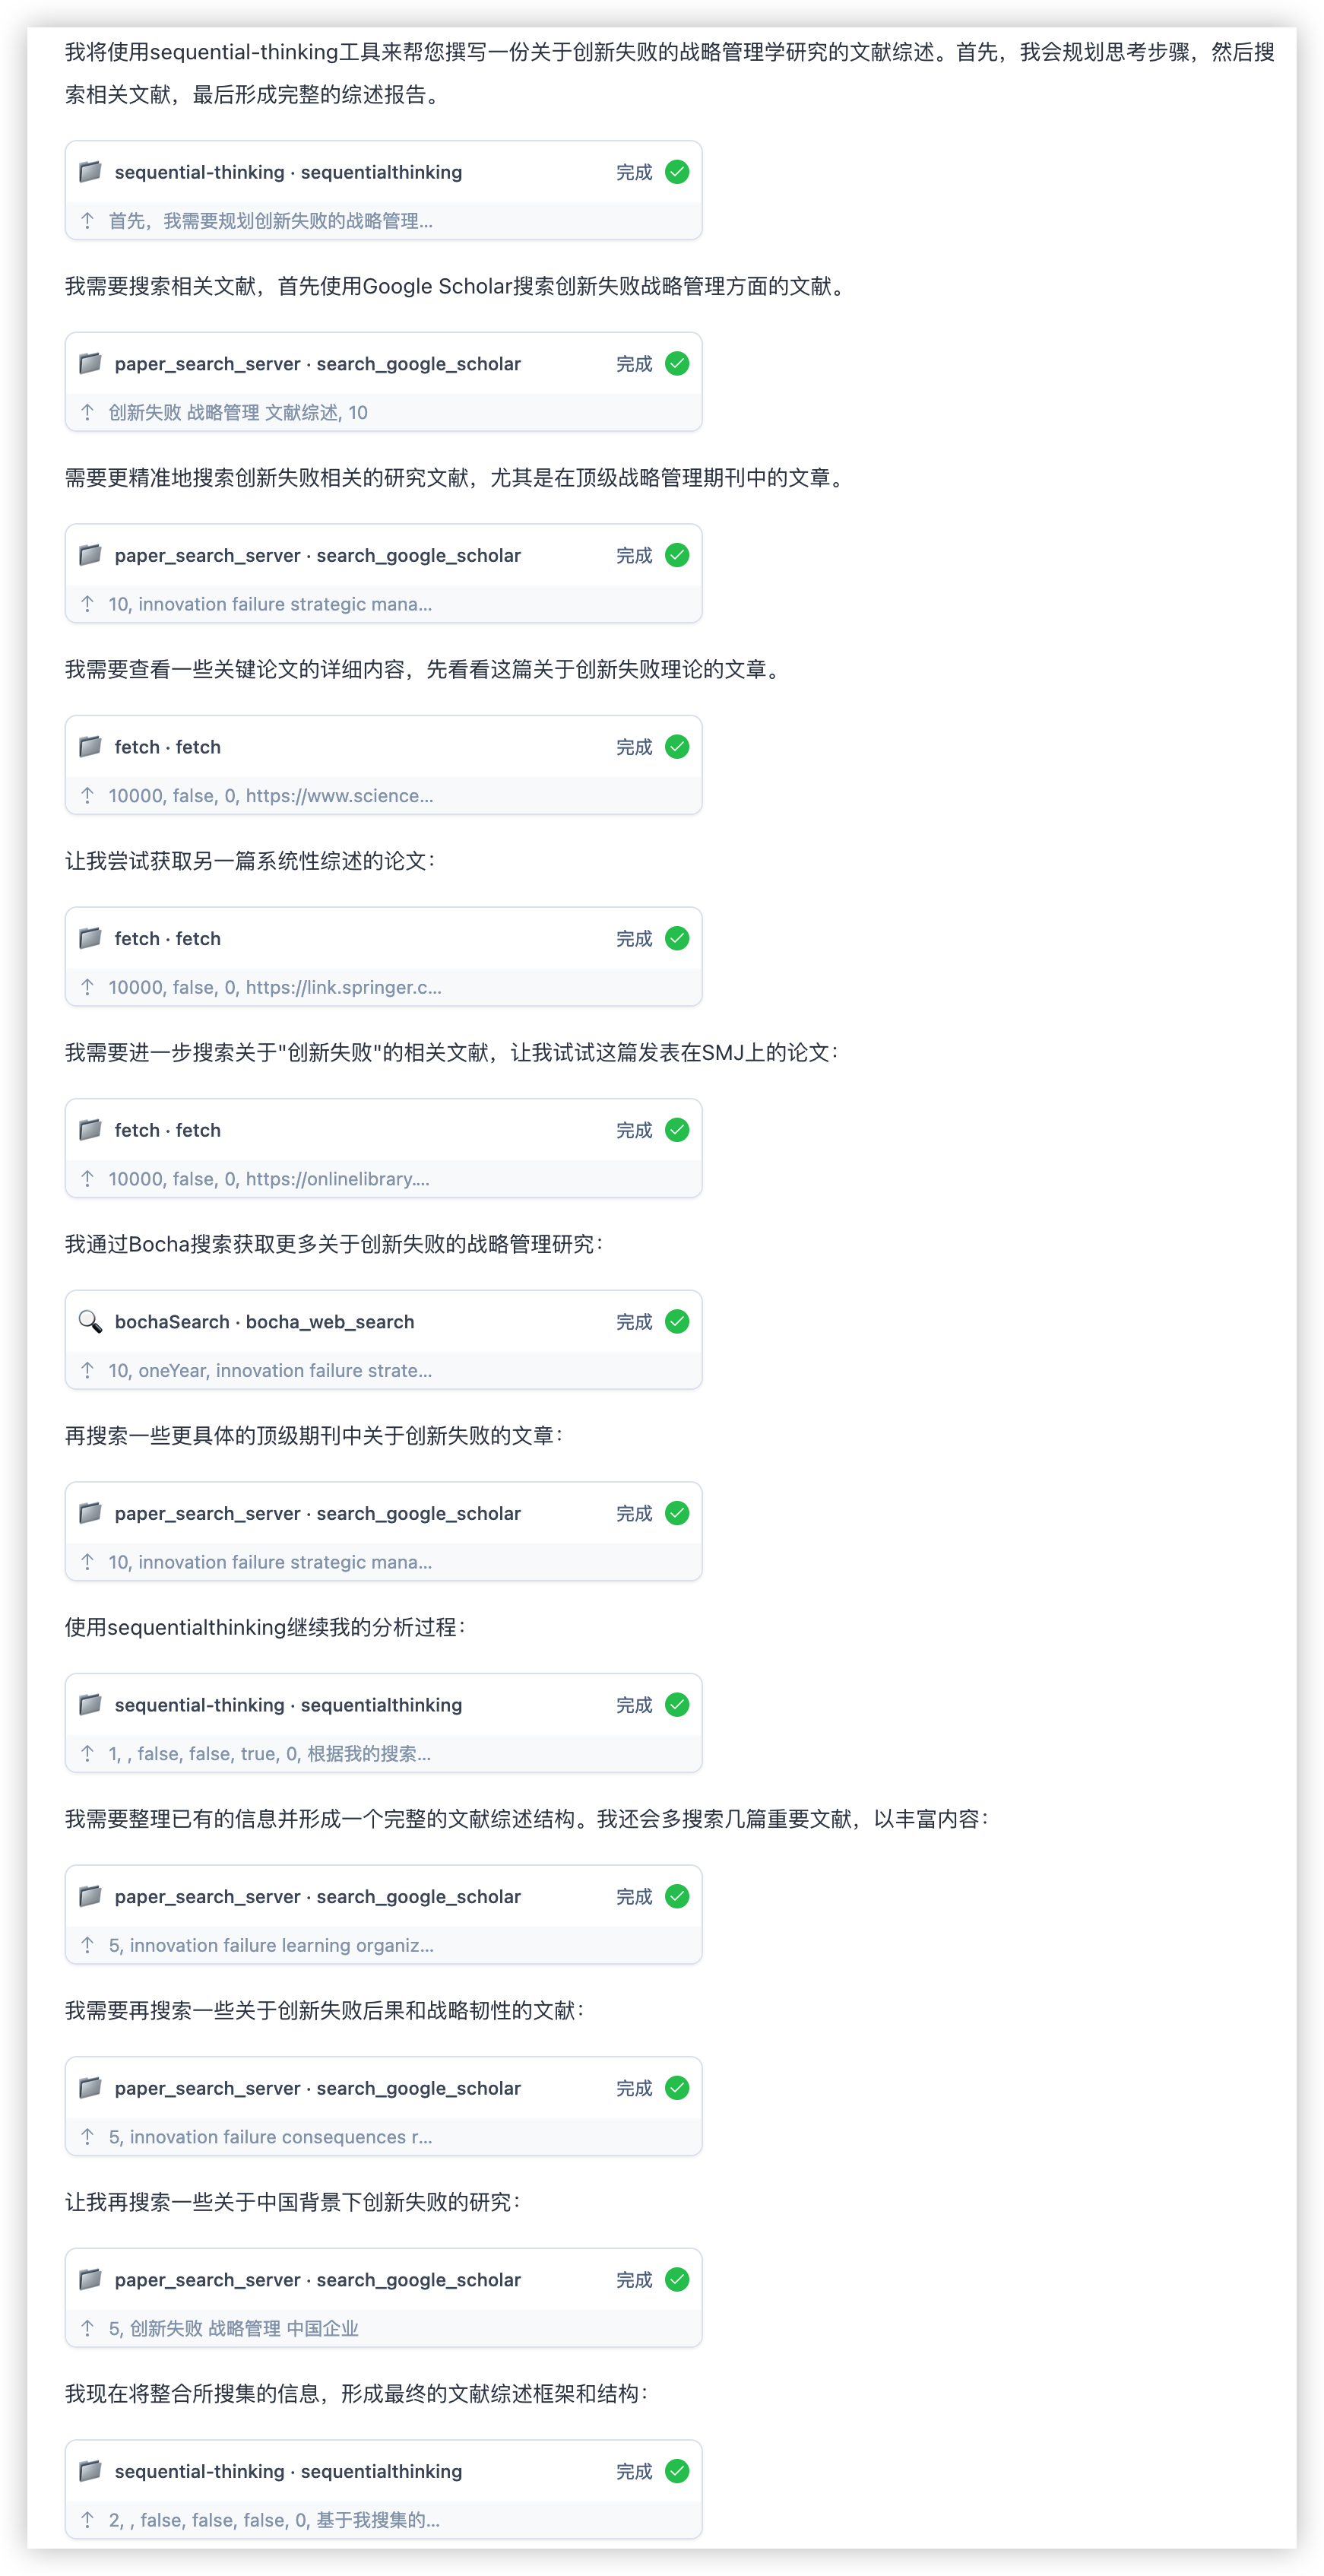 我将使用sequential-thinking工具来帮您撰写一份关于创新失败的战略管理学研究的文献综述。首先，我会规划思考步骤，然后搜
索相关文献，最后形成完整的综述报告。
sequential-thinking · sequentialthinking 完成
首先，我需要规划创新失败的战略管理...
我需要搜索相关文献，首先使用Google Scholar搜索创新失败战略管理方面的文献。
paper_search_server · search_google_scholar 完成
创新失败 战略管理 文献综述, 10
需要更精准地搜索创新失败相关的研究文献，尤其是在顶级战略管理期刊中的文章。
paper_search_server · search_google_scholar 完成
10, innovation failure strategic mana...
我需要查看一些关键论文的详细内容，先看看这篇关于创新失败理论的文章。
fetch · fetch 完成
10000, false, 0, https://www.science...
让我尝试获取另一篇系统性综述的论文：
fetch · fetch 完成
10000, false, 0, https://link.springer.c...
我需要进一步搜索关于"创新失败"的相关文献，让我试试这篇发表在SMJ上的论文：
fetch · fetch 完成
10000, false, 0, https://onlinelibrary....
我通过Bocha搜索获取更多关于创新失败的战略管理研究：
bochaSearch · bocha_web_search 完成
10, oneYear, innovation failure strate...
再搜索一些更具体的顶级期刊中关于创新失败的文章：
paper_search_server · search_google_scholar 完成
10, innovation failure strategic mana...
使用sequentialthinking继续我的分析过程：
sequential-thinking · sequentialthinking 完成
1, , false, false, true, 0, 根据我的搜索...
我需要整理已有的信息并形成一个完整的文献综述结构。我还会多搜索几篇重要文献，以丰富内容：
paper_search_server · search_google_scholar 完成
5, innovation failure learning organiz...
我需要再搜索一些关于创新失败后果和战略韧性的文献：
paper_search_server · search_google_scholar 完成
5, innovation failure consequences r...
让我再搜索一些关于中国背景下创新失败的研究：
paper_search_server · search_google_scholar 完成
5, 创新失败 战略管理 中国企业
我现在将整合所搜集的信息，形成最终的文献综述框架和结构：
sequential-thinking · sequentialthinking 完成
2, , false, false, false, 0, 基于我搜集的...